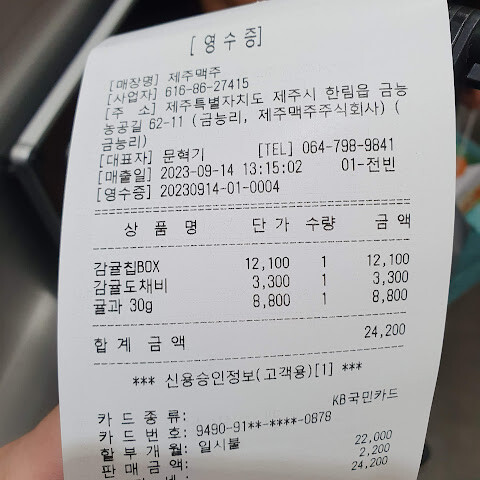 [영수증]
[매장명] 제주맥주
[사업자] 616-86-27415
[주 소] 제주특별자치도 제주시 한림읍 금능
농공길 62-11 (금능리, 제주맥주주식회사) (
금능리)
[대표자] 문혁기 [TEL] 064-798-9841
[매출일] 2023-09-14 13:15:02 01-전빈
[영수증] 20230914-01-0004
상 품 명 단 가 수량 금 액
감귤칩BOX 12,100 1 12,100
감귤도채비 3,300 1 3,300
귤과 30g 8,800 1 8,800
합 계 금 액 24,200
*** 신용승인정보(고객용)[1] ***
카 드 종 류: KB국민카드
카 드 번 호: 9490-91**-****-0878
할 부 개 월: 일시불
판 매 금 액: 22,000
2,200
24,200